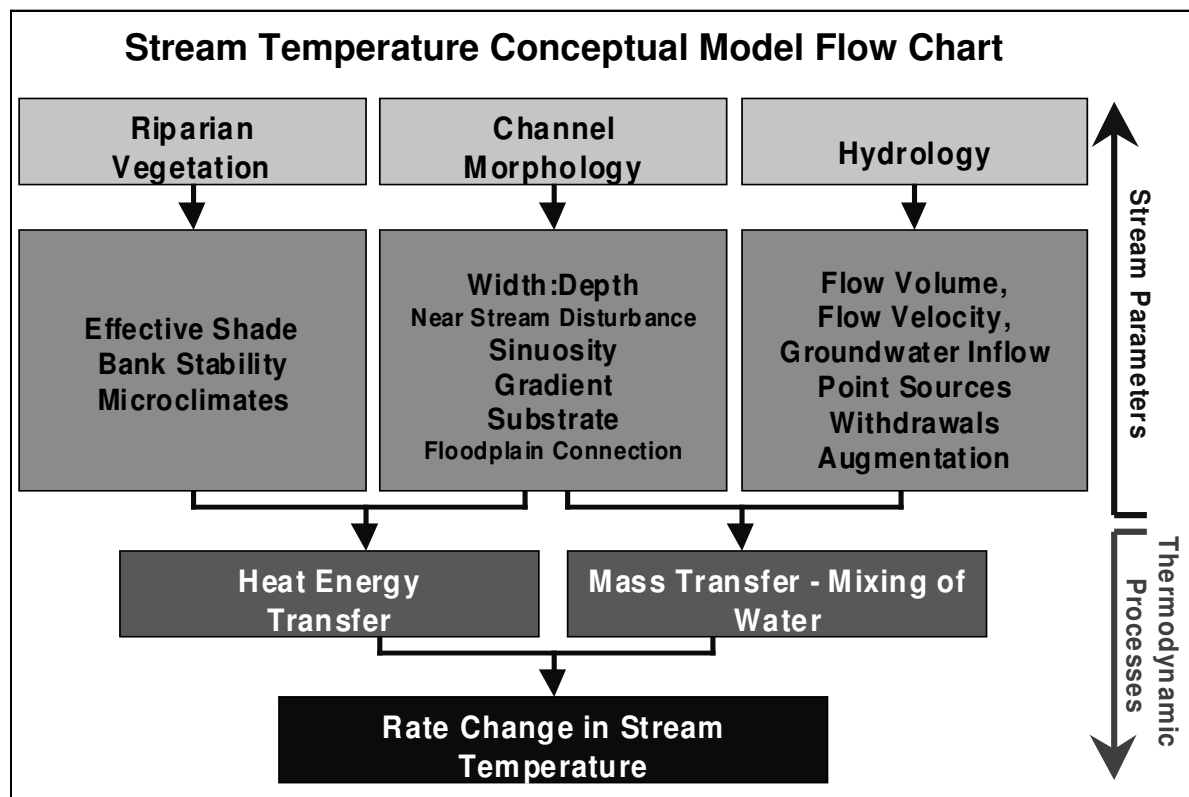 Stream Temperature Conceptual Model Flow Chart
Riparian
Vegetation
Channel
Morphology
Hydrology
Effective Shade
Bank Stability
Microclimates
Width:Depth
Near Stream Disturbance
Sinuosity
Gradient
Substrate
Floodplain Connection
Flow Volume,
Flow Velocity,
Groundwater Inflow
Point Sources
Withdrawals
Augmentation
Stream Parameters
Heat Energy
Transfer
Mass Transfer - Mixing of
Water
Thermodynamic
Processes
Rate Change in Stream
Temperature